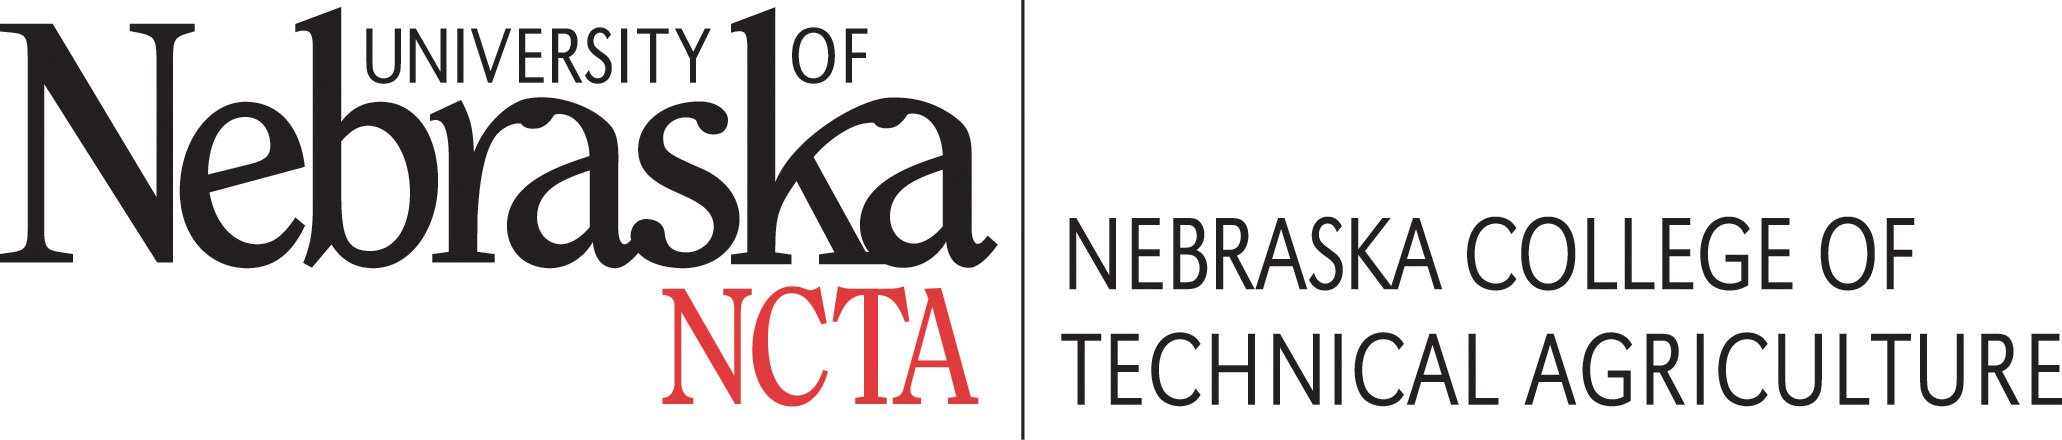 UNIVERSITY OF
Nebraska
NCTA
NEBRASKA COLLEGE OF
TECHNICAL AGRICULTURE